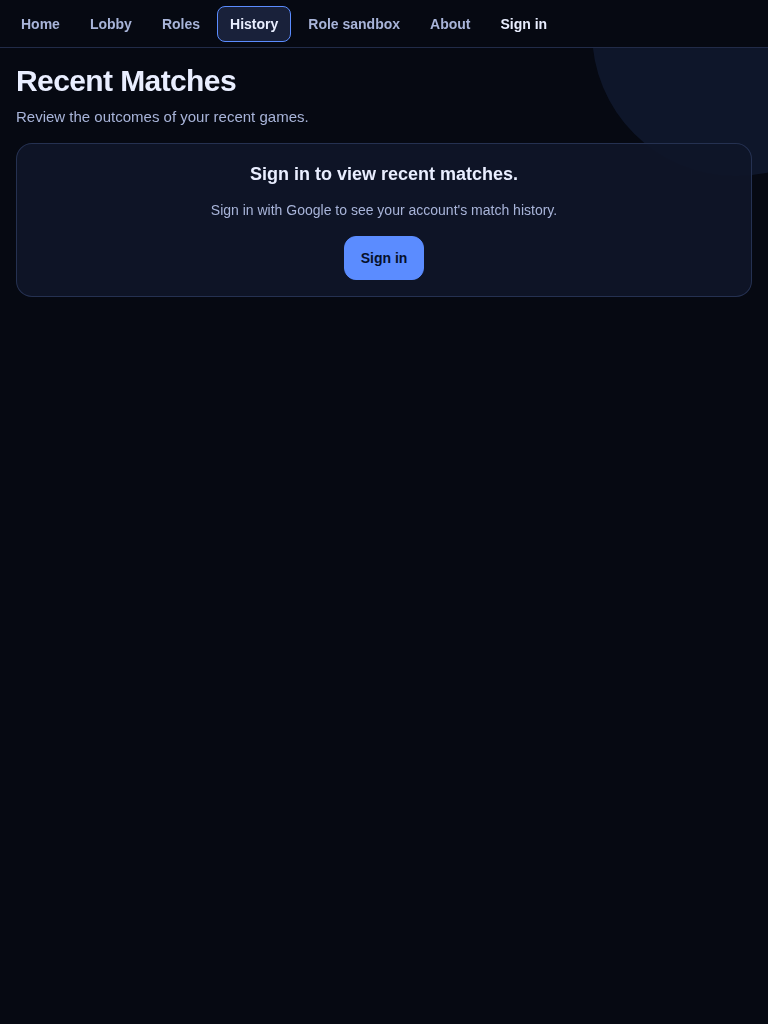 Home Lobby Roles History Role sandbox About Sign in
Recent Matches
Review the outcomes of your recent games.
Sign in to view recent matches.
Sign in with Google to see your account's match history.
Sign in